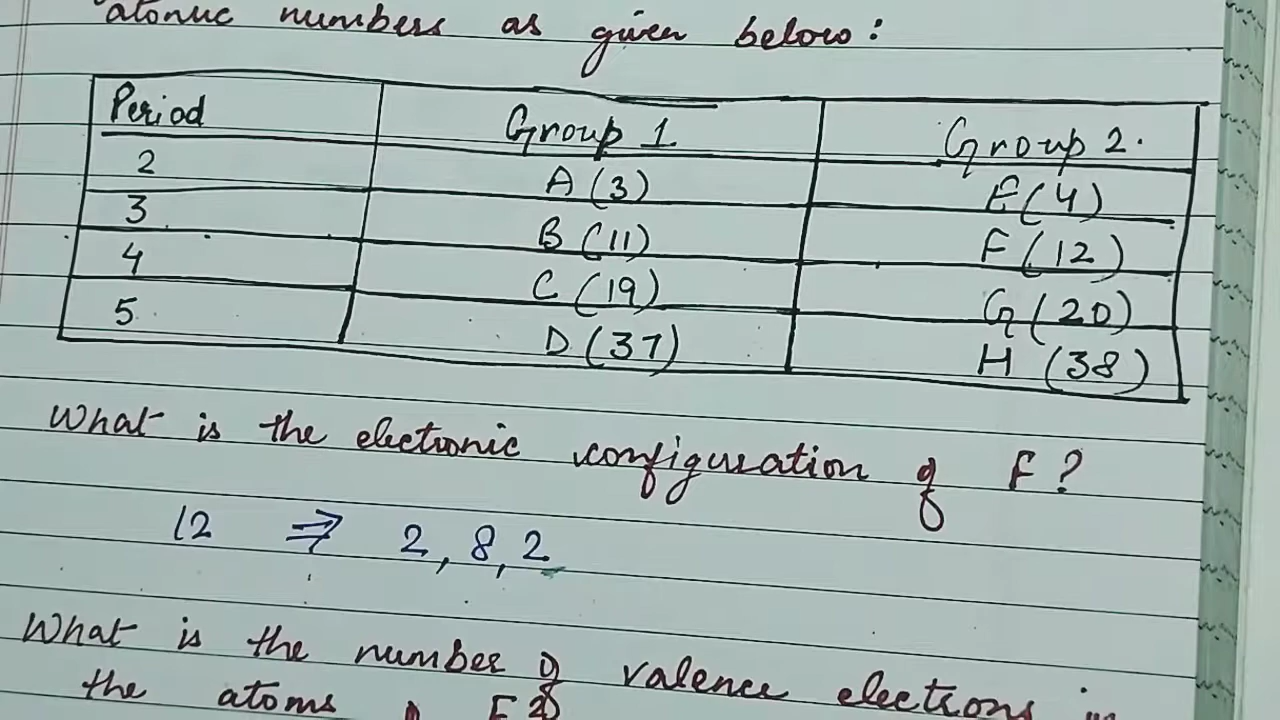 atomic numbers as given below:
Period Group 1 Group 2.
2 A (3) E (4)
3 B (11) F (12)
4 C (19) G (20)
5 D (37) H (38)
What is the electronic configuration of F?
12 ⇒ 2, 8, 2
What is the number of valence electrons in
the atoms